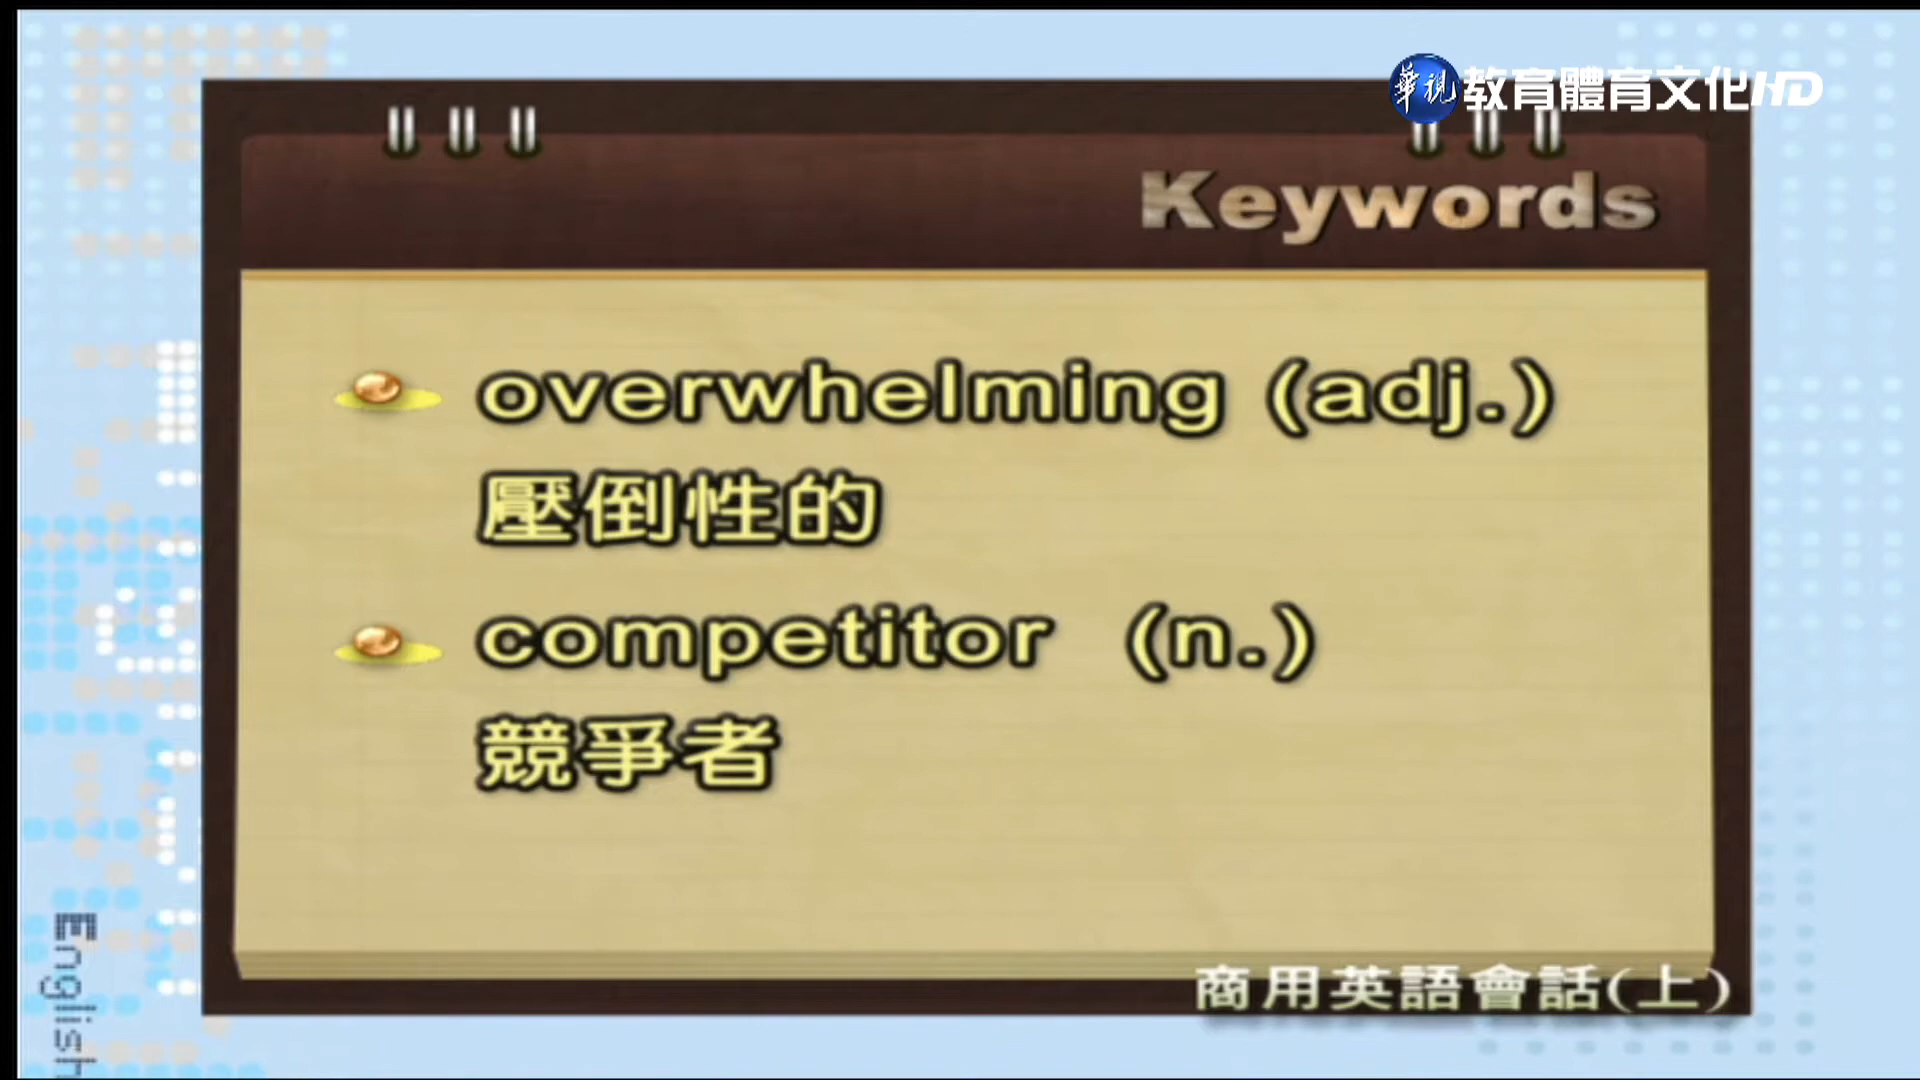 華視 教育體育文化HD
Keywords
overwhelming (adj.)
壓倒性的
competitor (n.)
競爭者
商用英語會話(上)
English